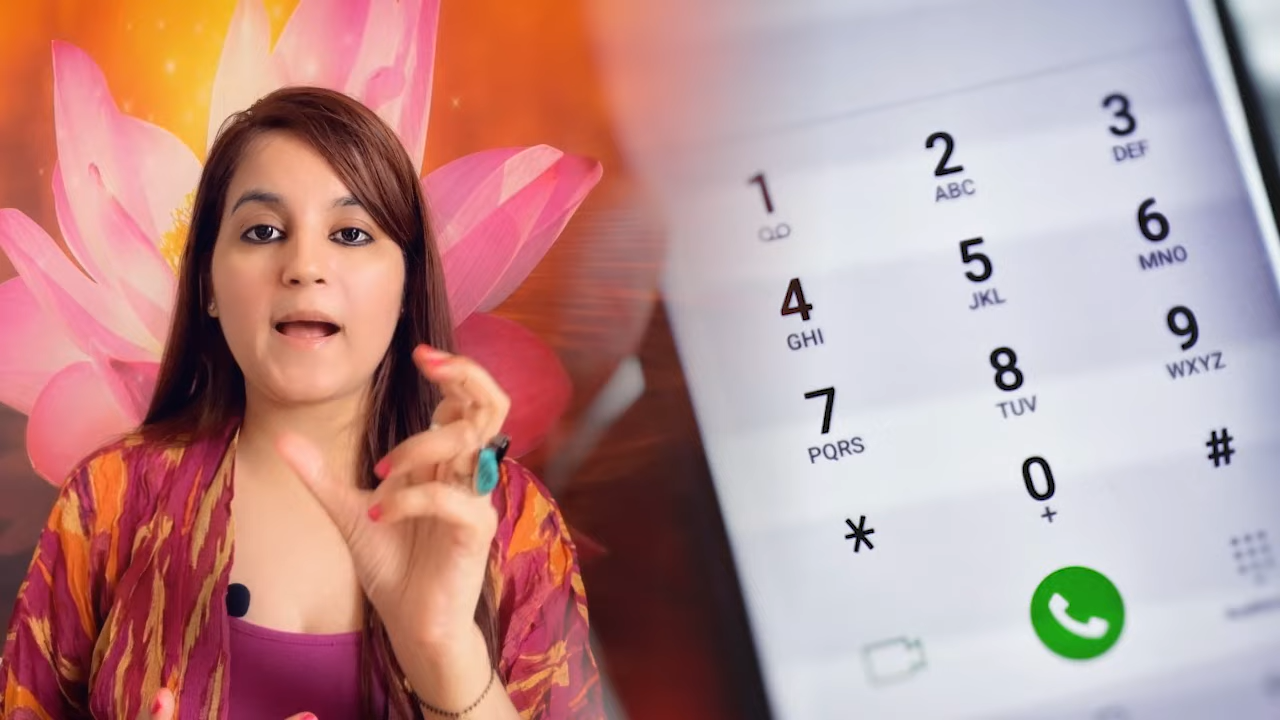 1 2 3
ABC DEF
4 5 6
GHI JKL MNO
7 8 9
PQRS TUV WXYZ
* 0 #
+